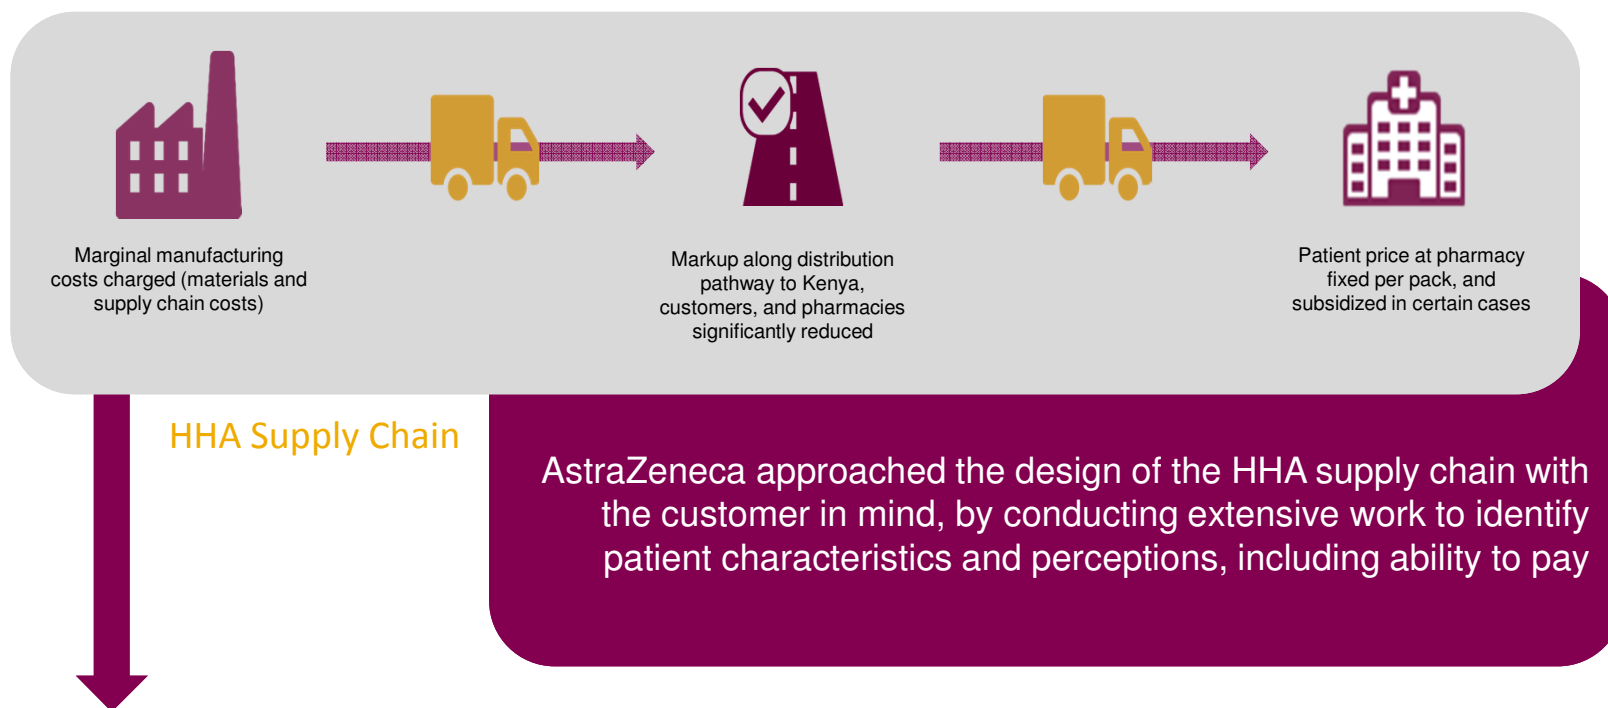 Marginal manufacturing
costs charged (materials and
supply chain costs)
Markup along distribution
pathway to Kenya,
customers, and pharmacies
significantly reduced
Patient price at pharmacy
fixed per pack, and
subsidized in certain cases
HHA Supply Chain
AstraZeneca approached the design of the HHA supply chain with
the customer in mind, by conducting extensive work to identify
patient characteristics and perceptions, including ability to pay